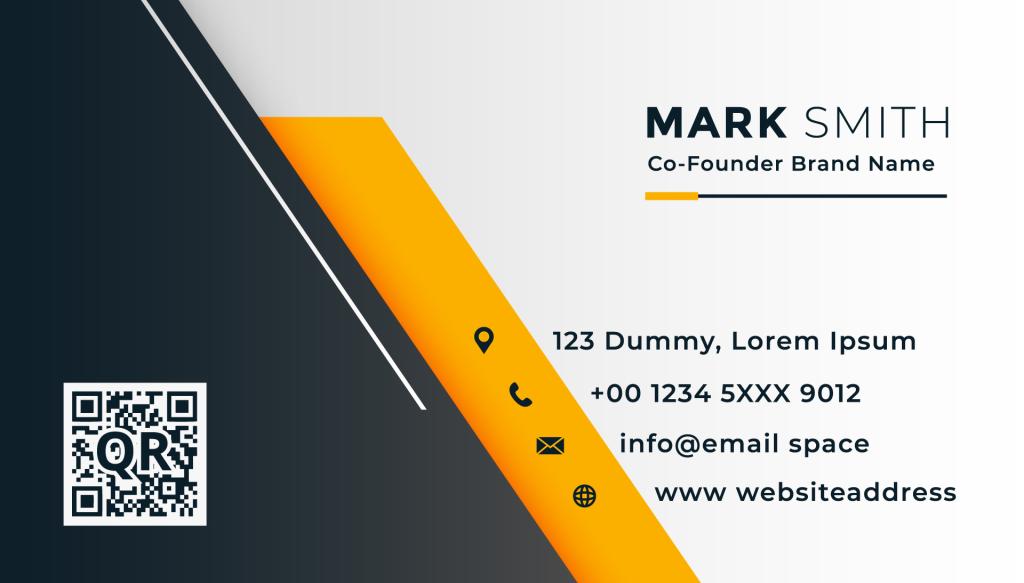 MARK SMITH
Co-Founder Brand Name
123 Dummy, Lorem Ipsum
+00 1234 5XXX 9012
info@email space
www websiteaddress
QR